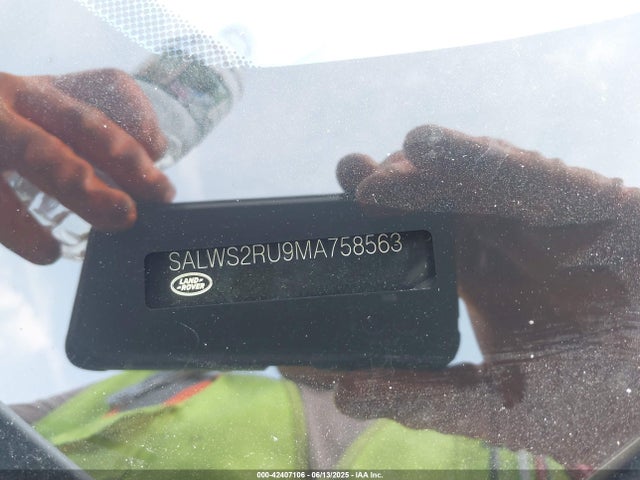 SALWS2RU9MA758563
LAND-
-ROVER
000-42407106 - 06/13/2025 - IAA Inc.